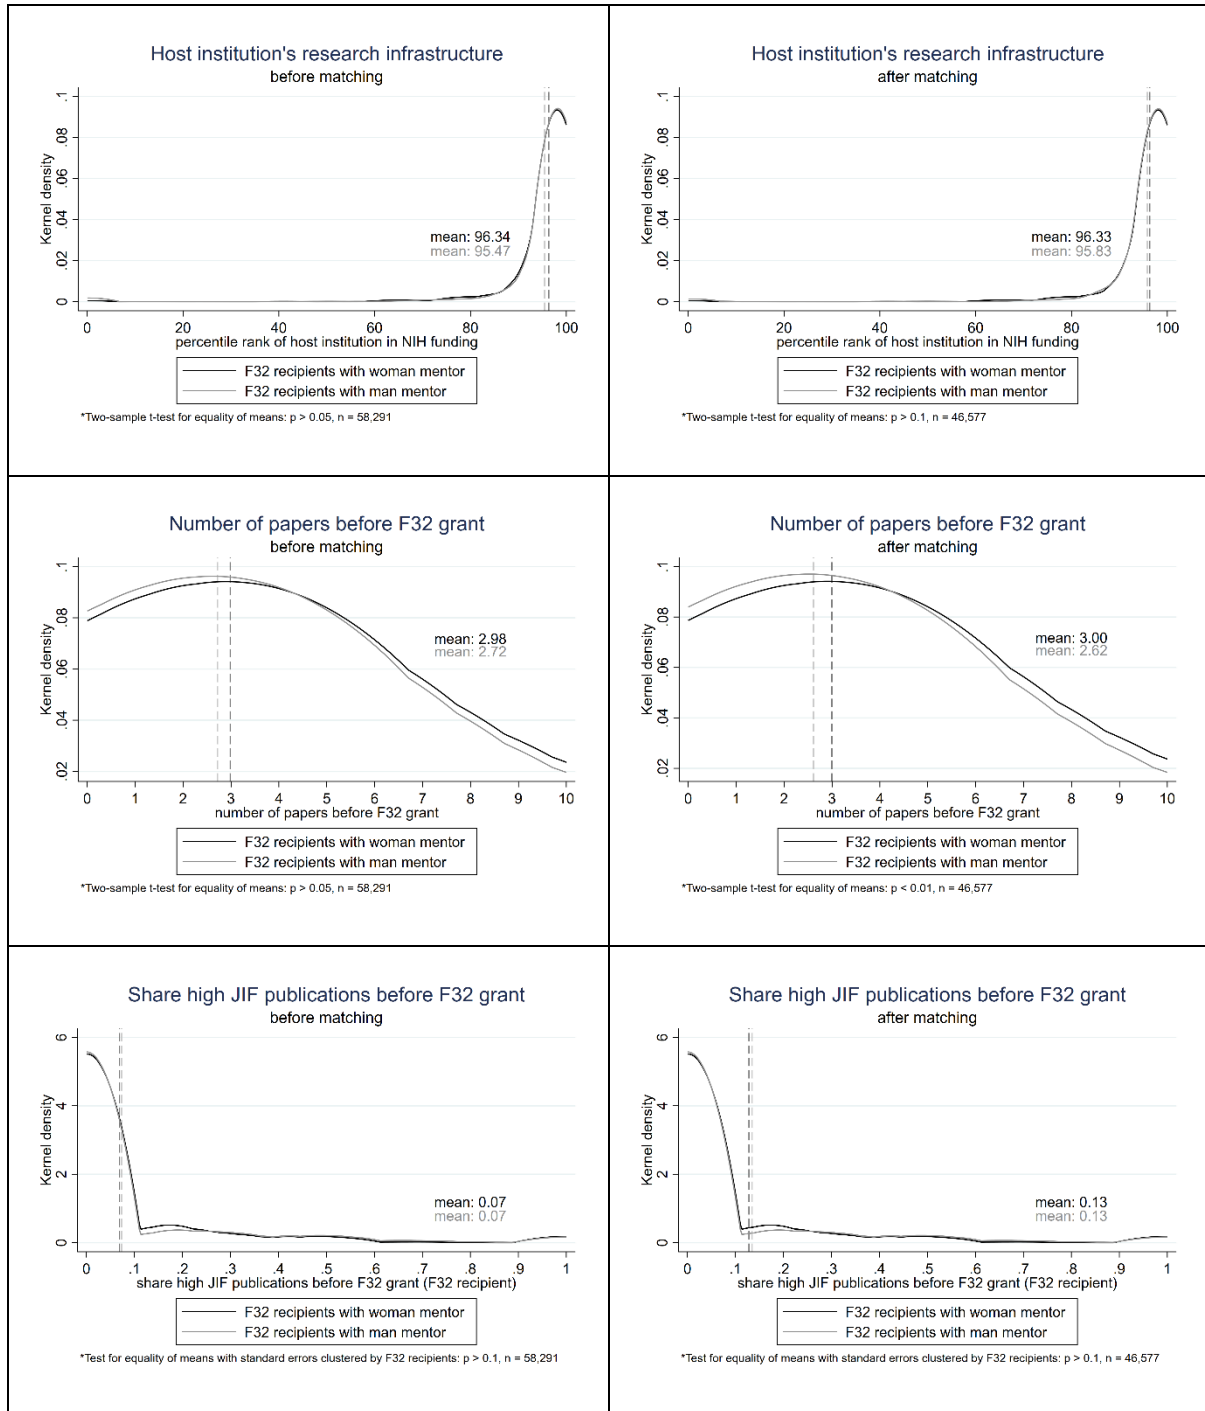 Host institution's research infrastructure
before matching
Kernel density
0
.02
.04
.06
.08
.1
mean: 96.34
mean: 95.47
0 20 40 60 80 100
percentile rank of host institution in NIH funding
F32 recipients with woman mentor
F32 recipients with man mentor
*Two-sample t-test for equality of means: p > 0.05, n = 58,291
Host institution's research infrastructure
after matching
Kernel density
0
.02
.04
.06
.08
.1
mean: 96.33
mean: 95.83
0 20 40 60 80 100
percentile rank of host institution in NIH funding
F32 recipients with woman mentor
F32 recipients with man mentor
*Two-sample t-test for equality of means: p > 0.1, n = 46,577
Number of papers before F32 grant
before matching
Kernel density
.02
.04
.06
.08
.1
mean: 2.98
mean: 2.72
0 1 2 3 4 5 6 7 8 9 10
number of papers before F32 grant
F32 recipients with woman mentor
F32 recipients with man mentor
*Two-sample t-test for equality of means: p > 0.05, n = 58,291
Number of papers before F32 grant
after matching
Kernel density
.02
.04
.06
.08
.1
mean: 3.00
mean: 2.62
0 1 2 3 4 5 6 7 8 9 10
number of papers before F32 grant
F32 recipients with woman mentor
F32 recipients with man mentor
*Two-sample t-test for equality of means: p < 0.01, n = 46,577
Share high JIF publications before F32 grant
before matching
Kernel density
0
2
4
6
mean: 0.07
mean: 0.07
0 .1 .2 .3 .4 .5 .6 .7 .8 .9 1
share high JIF publications before F32 grant (F32 recipient)
F32 recipients with woman mentor
F32 recipients with man mentor
*Test for equality of means with standard errors clustered by F32 recipients: p > 0.1, n = 58,291
Share high JIF publications before F32 grant
after matching
Kernel density
0
2
4
6
mean: 0.13
mean: 0.13
0 .1 .2 .3 .4 .5 .6 .7 .8 .9 1
share high JIF publications before F32 grant (F32 recipient)
F32 recipients with woman mentor
F32 recipients with man mentor
*Test for equality of means with standard errors clustered by F32 recipients: p > 0.1, n = 46,577